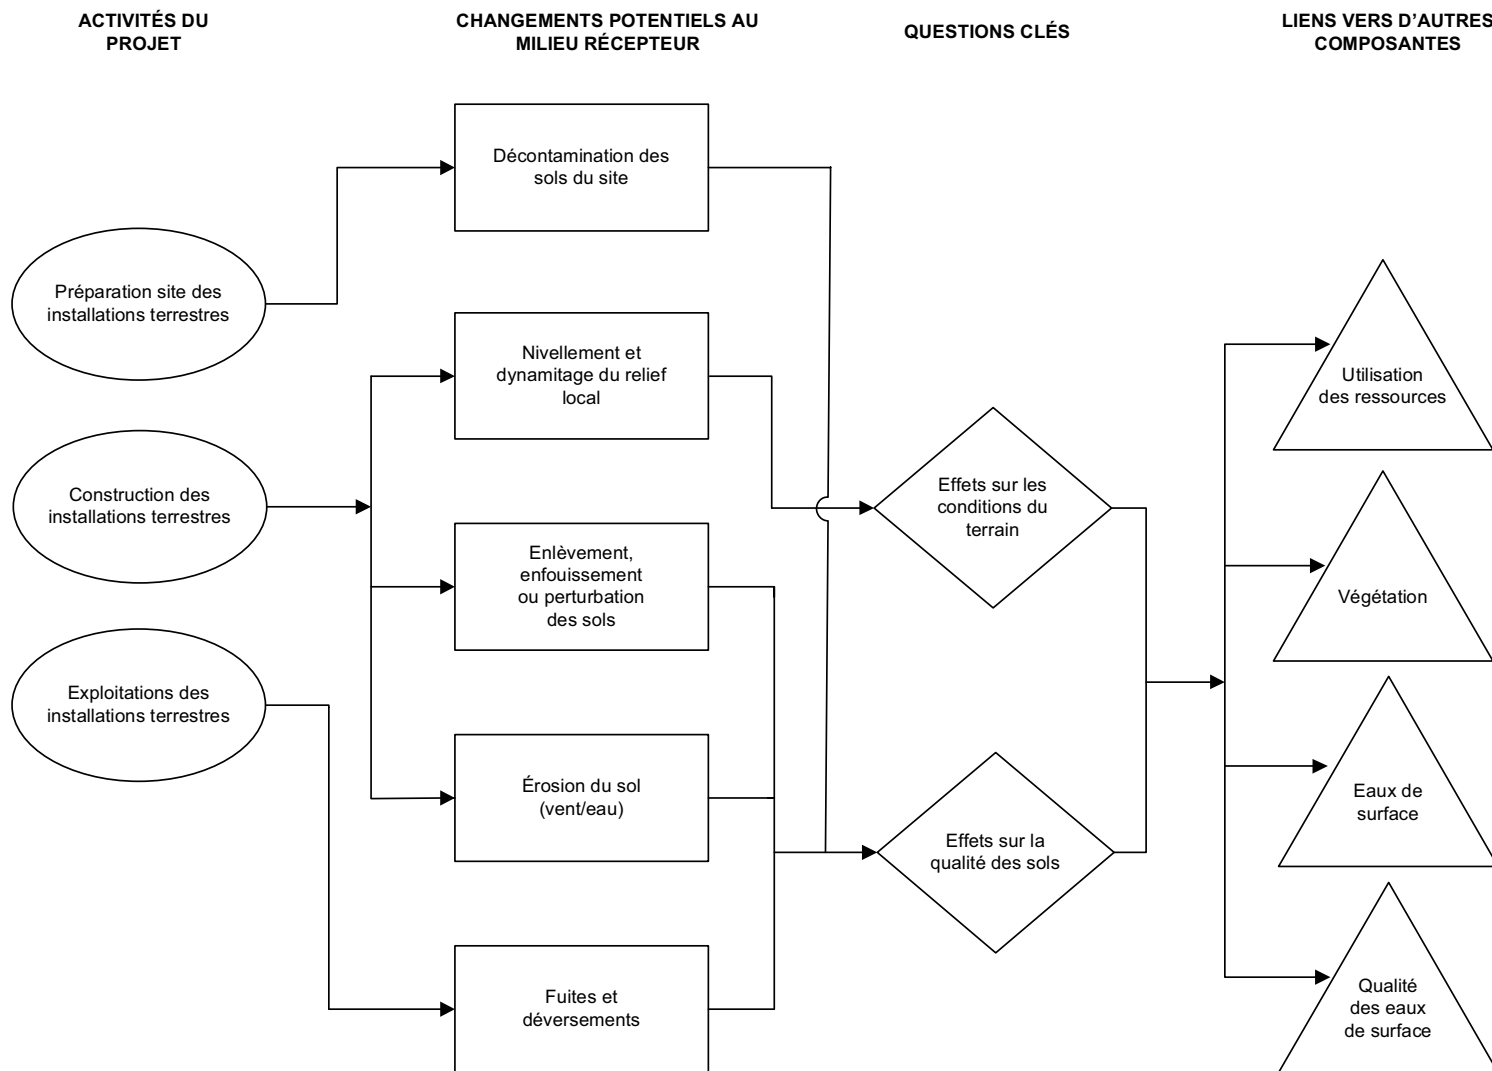 ACTIVITÉS DU
PROJET
CHANGEMENTS POTENTIELS AU
MILIEU RÉCEPTEUR
QUESTIONS CLÉS
LIENS VERS D'AUTRES
COMPOSANTES
Préparation site des
installations terrestres
Construction des
installations terrestres
Exploitations des
installations terrestres
Décontamination des
sols du site
Nivellement et
dynamitage du relief
local
Enlèvement,
enfouissement
ou perturbation
des sols
Érosion du sol
(vent/eau)
Fuites et
déversements
Effets sur les
conditions du
terrain
Effets sur la
qualité des sols
Utilisation
des ressources
Végétation
Eaux de
surface
Qualité
des eaux
de surface